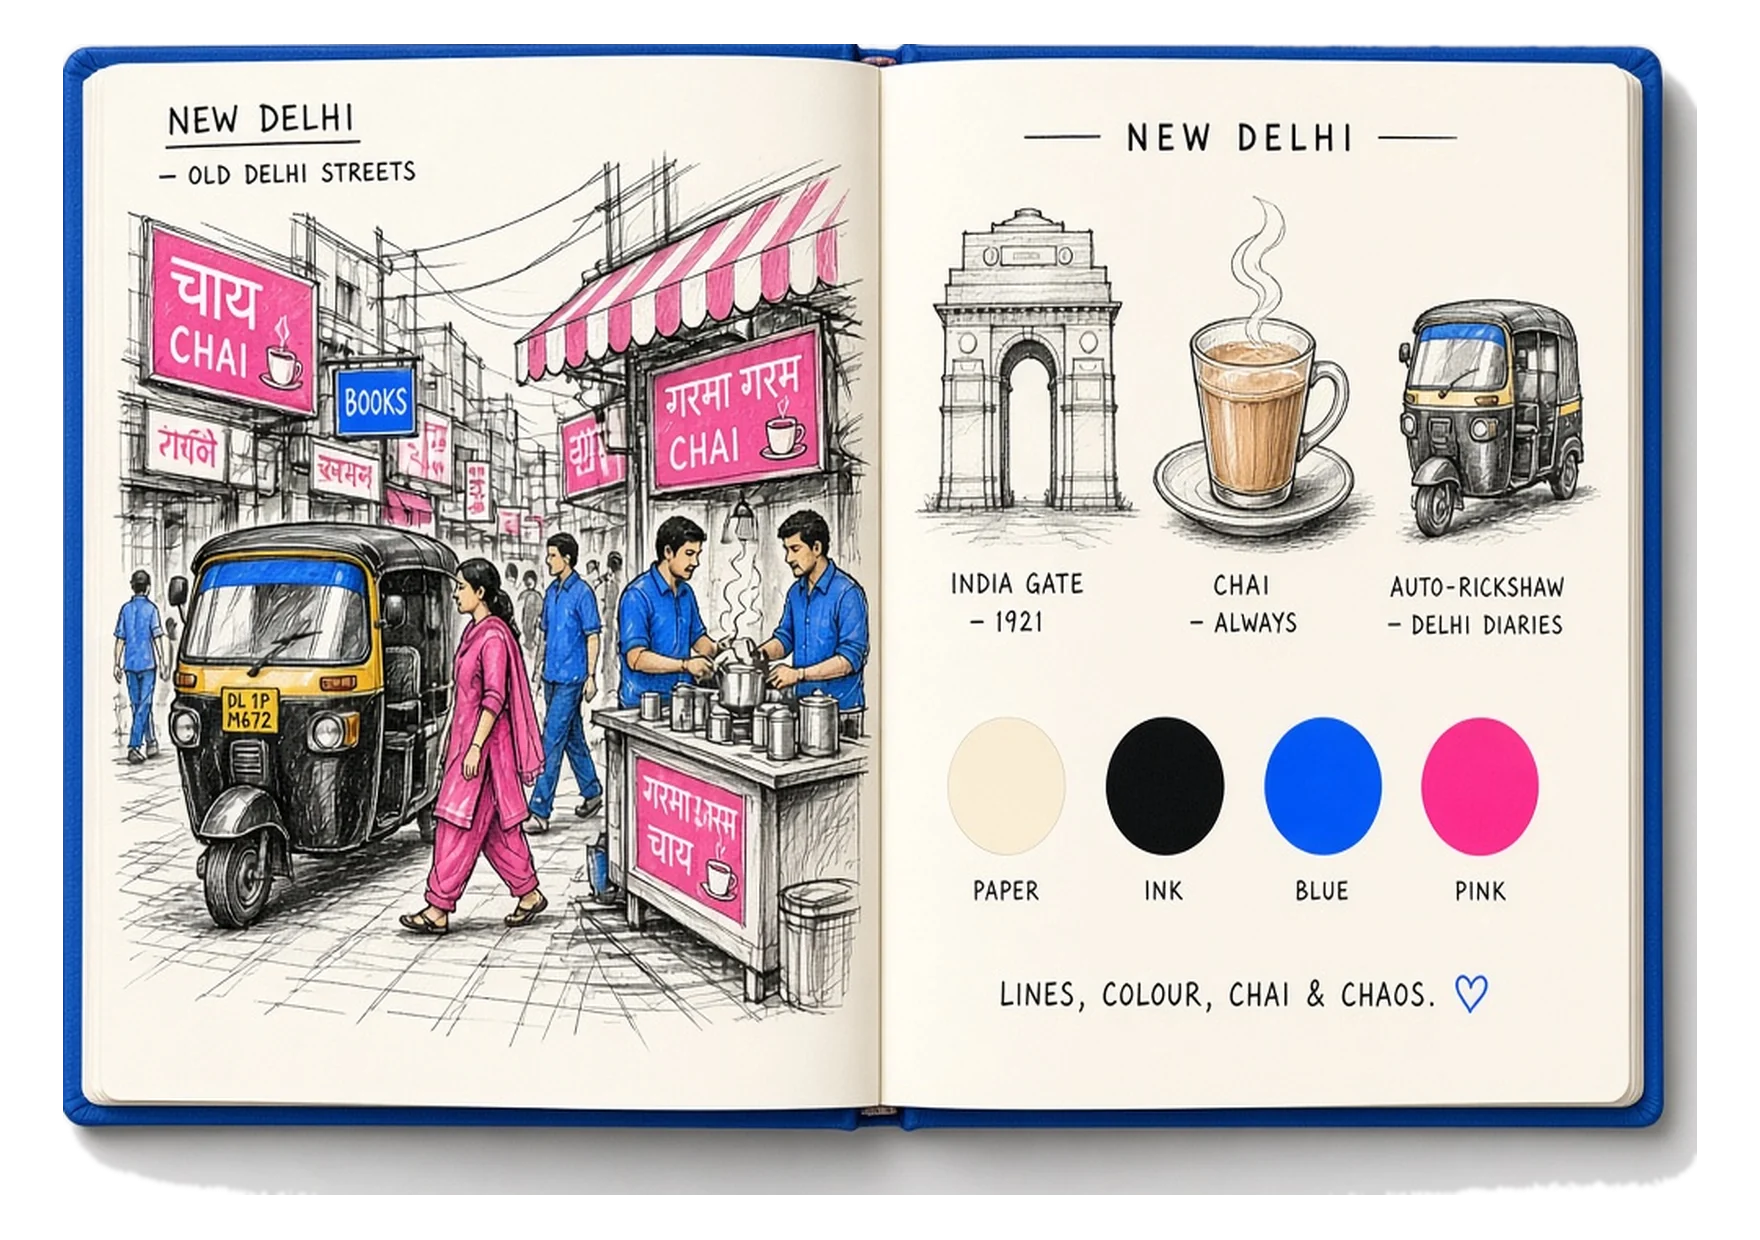 NEW DELHI
– OLD DELHI STREETS
चाय
CHAI
BOOKS
गरमा गरम
CHAI
DL 1P
M672
गरमा
चाय
NEW DELHI
INDIA GATE
– 1921
CHAI
– ALWAYS
AUTO-RICKSHAW
– DELHI DIARIES
PAPER
INK
BLUE
PINK
LINES, COLOUR, CHAI & CHAOS.